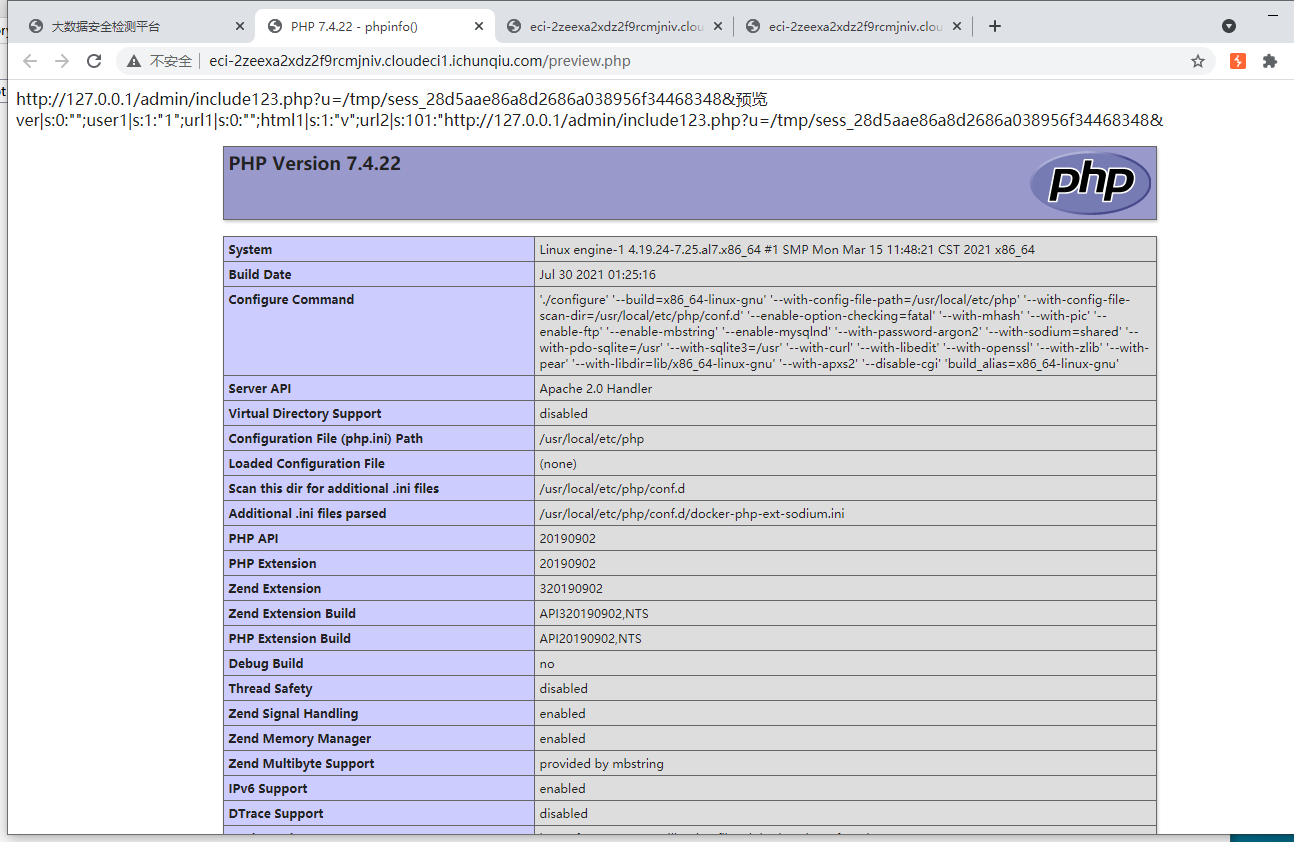 大数据安全检测平台
PHP 7.4.22 - phpinfo()
eci-2zeexa2xdz2f9rcmjniv.clou
eci-2zeexa2xdz2f9rcmjniv.clou
不安全
eci-2zeexa2xdz2f9rcmjniv.cloudeci1.ichunqiu.com/preview.php
http://127.0.0.1/admin/include123.php?u=/tmp/sess_28d5aae86a8d2686a038956f34468348&预览
ver|s:0:"";user1|s:1:"1";url1|s:0:"";html1|s:1:"v";url2|s:101:"http://127.0.0.1/admin/include123.php?u=/tmp/sess_28d5aae86a8d2686a038956f34468348&
PHP Version 7.4.22
php
System Linux engine-1 4.19.24-7.25.al7.x86_64 #1 SMP Mon Mar 15 11:48:21 CST 2021 x86_64
Build Date Jul 30 2021 01:25:16
Configure Command './configure' '--build=x86_64-linux-gnu' '--with-config-file-path=/usr/local/etc/php' '--with-config-file-
scan-dir=/usr/local/etc/php/conf.d' '--enable-option-checking=fatal' '--with-mhash' '--with-pic' '--
enable-ftp' '--enable-mbstring' '--enable-mysqlnd' '--with-password-argon2' '--with-sodium=shared' '--
with-pdo-sqlite=/usr' '--with-sqlite3=/usr' '--with-curl' '--with-libedit' '--with-openssl' '--with-zlib' '--with-
pear' '--with-libdir=lib/x86_64-linux-gnu' '--with-apxs2' '--disable-cgi' 'build_alias=x86_64-linux-gnu'
Server API Apache 2.0 Handler
Virtual Directory Support disabled
Configuration File (php.ini) Path /usr/local/etc/php
Loaded Configuration File (none)
Scan this dir for additional .ini files /usr/local/etc/php/conf.d
Additional .ini files parsed /usr/local/etc/php/conf.d/docker-php-ext-sodium.ini
PHP API 20190902
PHP Extension 20190902
Zend Extension 320190902
Zend Extension Build API320190902,NTS
PHP Extension Build API20190902,NTS
Debug Build no
Thread Safety disabled
Zend Signal Handling enabled
Zend Memory Manager enabled
Zend Multibyte Support provided by mbstring
IPv6 Support enabled
DTrace Support disabled